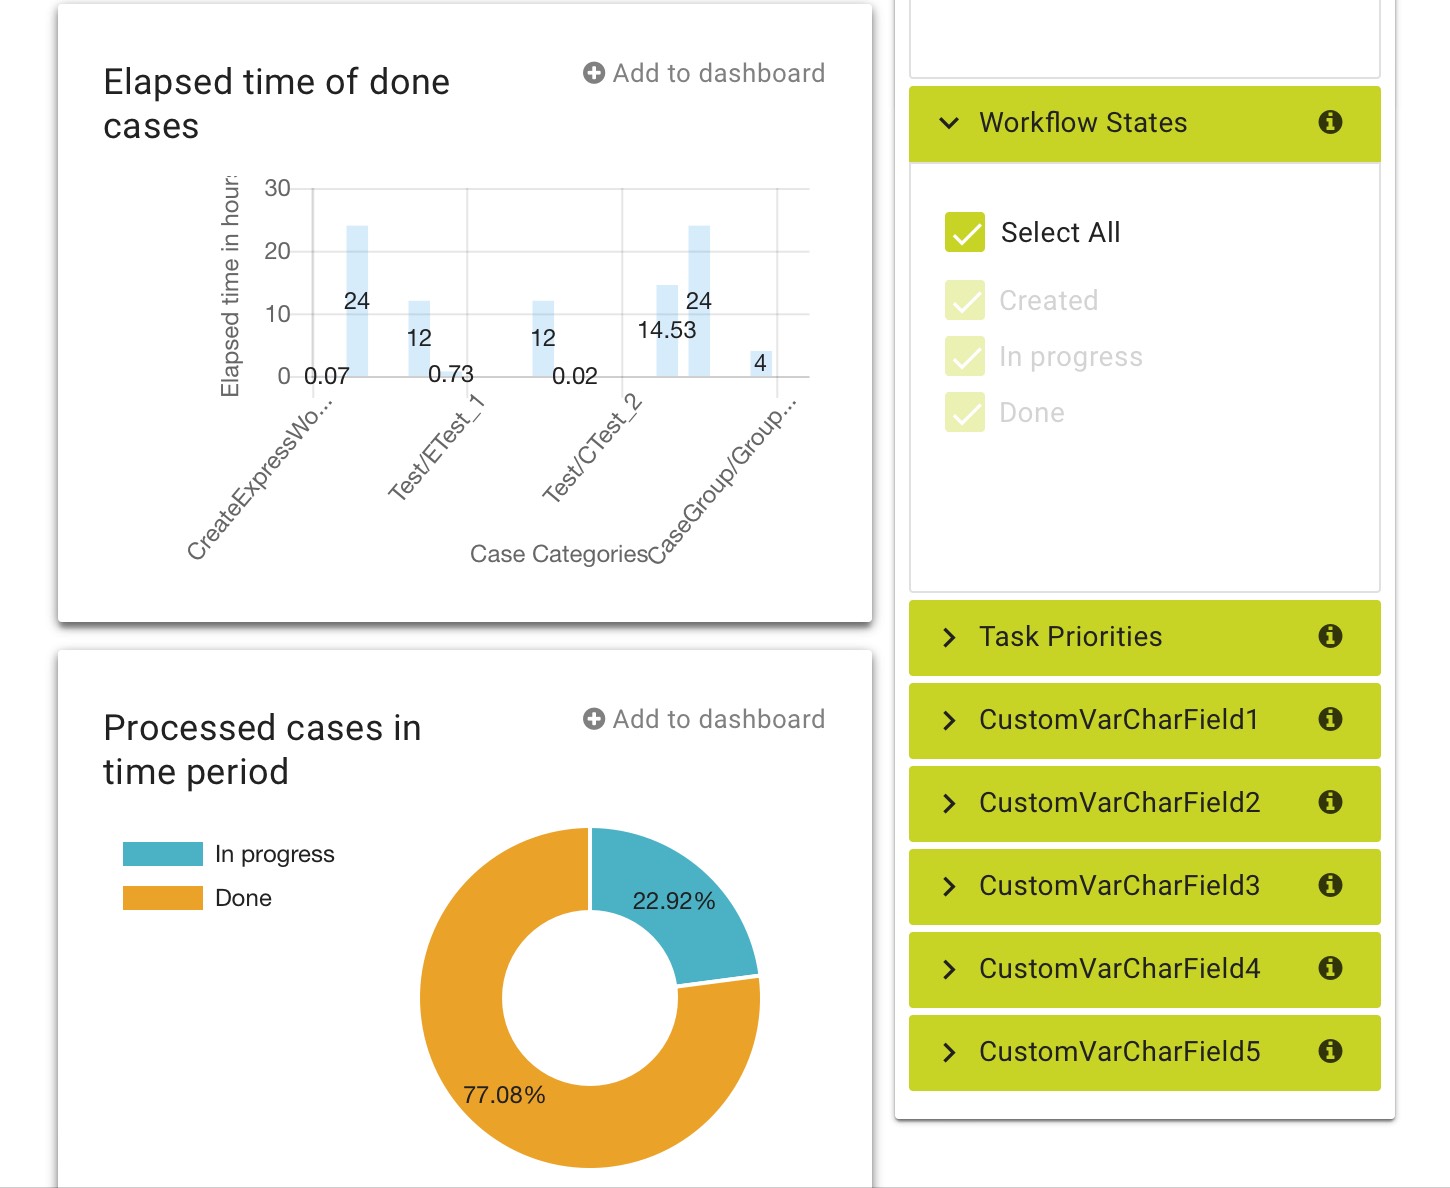 Elapsed time of done
cases
Add to dashboard
Elapsed time in hour
30
20
10
0
0.07
24
12
0.73
12
0.02
14.53
24
4
CreateExpressWo...
Test/ETest_1
Test/CTest_2
CaseGroup/Group...
Case Categories
Processed cases in
time period
Add to dashboard
In progress
Done
22.92%
77.08%
Workflow States
Select All
Created
In progress
Done
Task Priorities
CustomVarCharField1
CustomVarCharField2
CustomVarCharField3
CustomVarCharField4
CustomVarCharField5